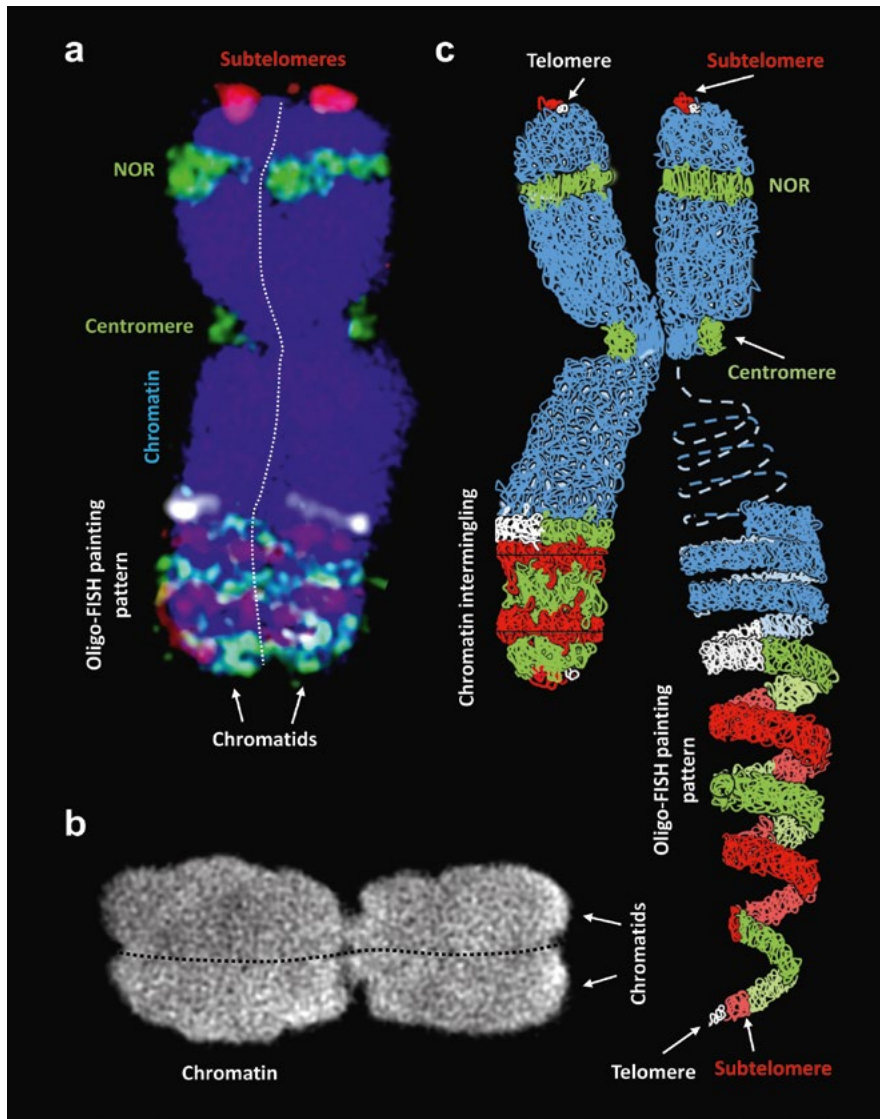 a
Subtelomeres
NOR
Centromere
Chromatin
Oligo-FISH painting
pattern
Chromatids
b
Chromatids
Chromatin
c
Telomere
Subtelomere
NOR
Centromere
Chromatin intermingling
Oligo-FISH painting
pattern
Telomere
Subtelomere